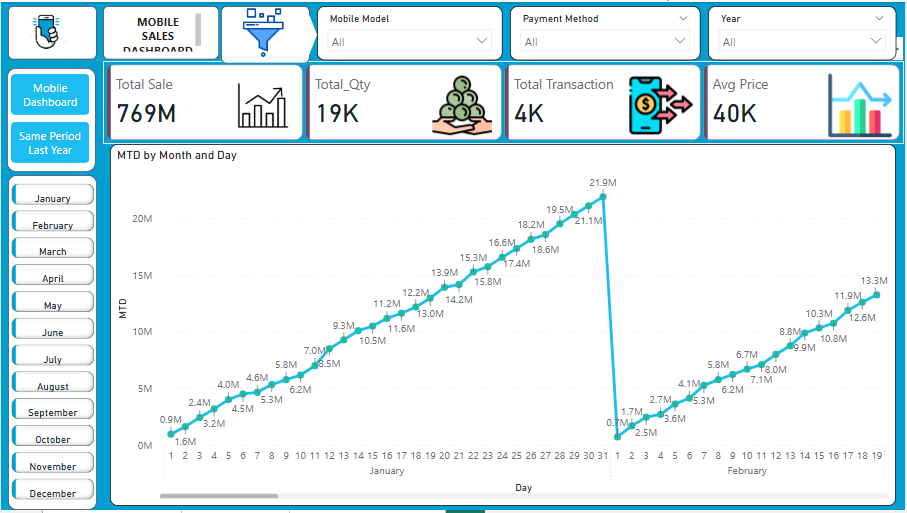 MOBILE
SALES
DASHBOARD
Mobile Model
All
Payment Method
All
Year
All
Mobile
Dashboard
Same Period
Last Year
Total Sale
769M
Total_Qty
19K
Total Transaction
4K
Avg Price
40K
January
February
March
April
May
June
July
August
September
October
November
December
MTD by Month and Day
MTD
20M
15M
10M
5M
0M
0.9M
1.6M
2.4M
3.2M
4.0M
4.5M
4.6M
5.3M
5.8M
6.2M
7.0M
8.5M
9.3M
10.5M
11.2M
11.6M
12.2M
13.0M
13.9M
14.2M
15.3M
15.8M
16.6M
17.4M
18.2M
18.6M
19.5M
21.1M
21.9M
0.7M
1.7M
2.5M
2.7M
3.6M
4.1M
5.3M
5.8M
6.2M
6.7M
7.1M
8.0M
8.8M
9.9M
10.3M
10.8M
11.9M
12.6M
13.3M
1 2 3 4 5 6 7 8 9 10 11 12 13 14 15 16 17 18 19 20 21 22 23 24 25 26 27 28 29 30 31 1 2 3 4 5 6 7 8 9 10 11 12 13 14 15 16 17 18 19
January February
Day